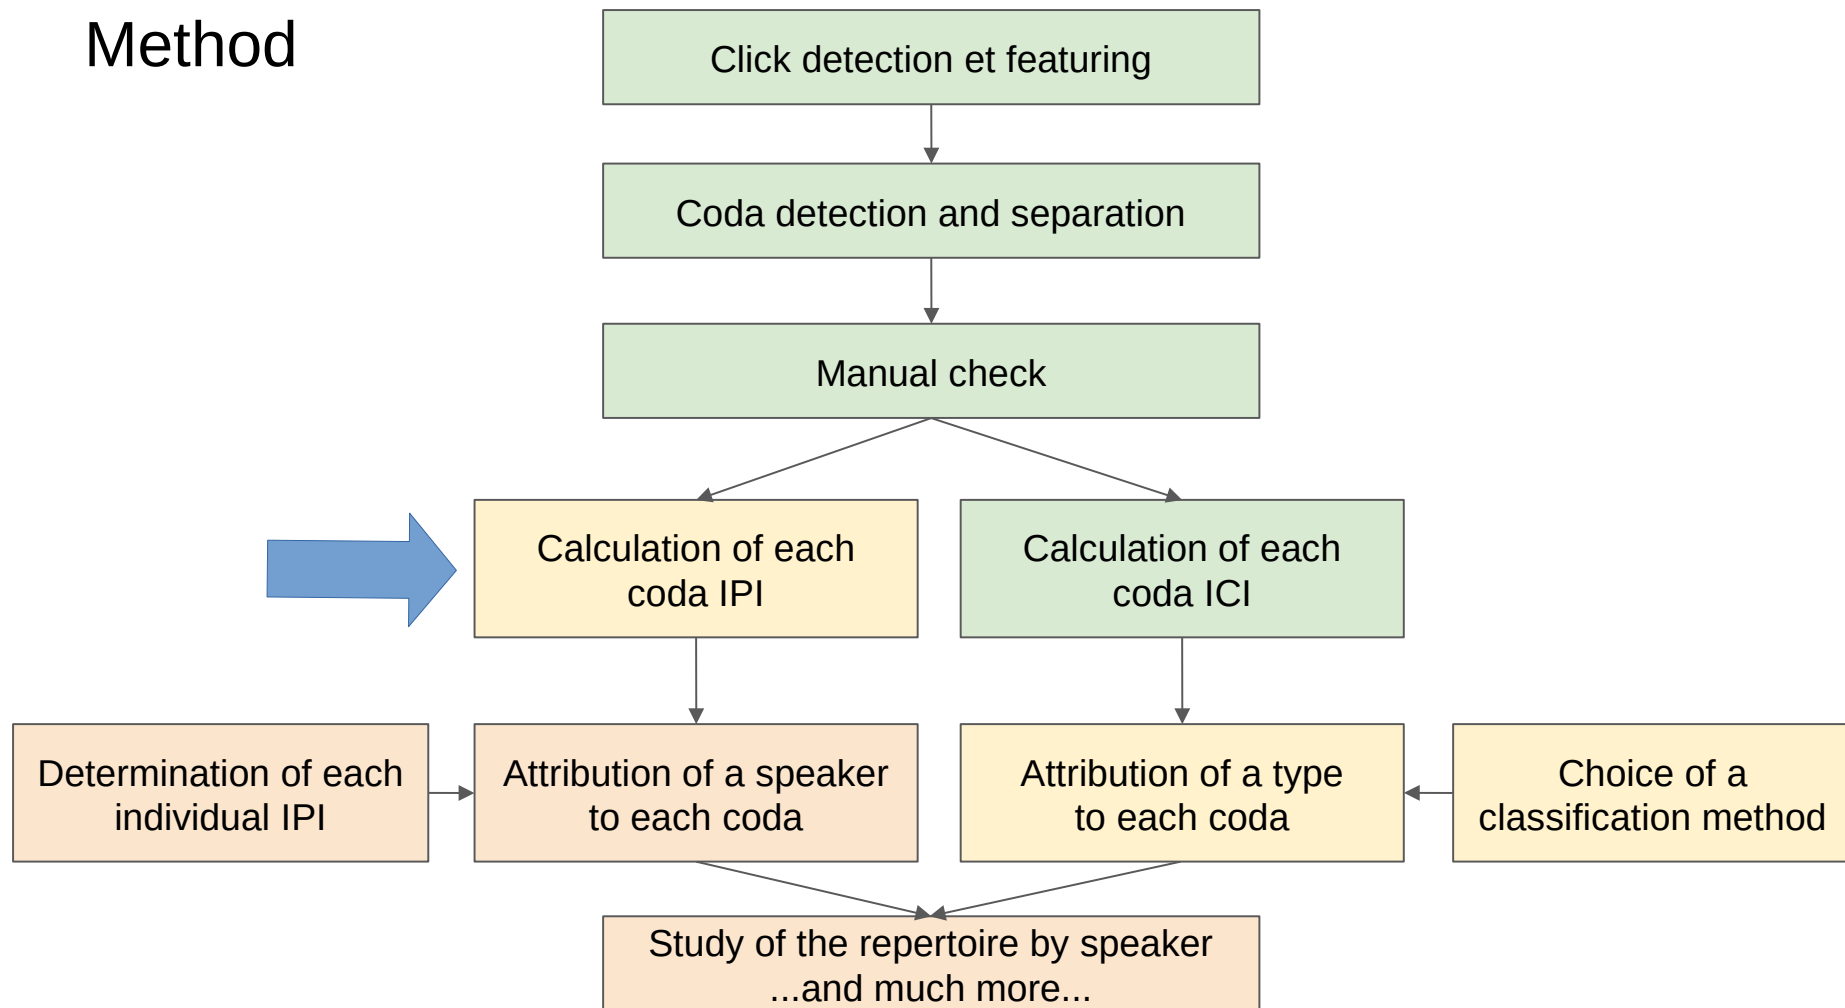 Method
Click detection et featuring
Coda detection and separation
Manual check
Calculation of each
coda IPI
Calculation of each
coda ICI
Determination of each
individual IPI
Attribution of a speaker
to each coda
Attribution of a type
to each coda
Choice of a
classification method
Study of the repertoire by speaker
...and much more...